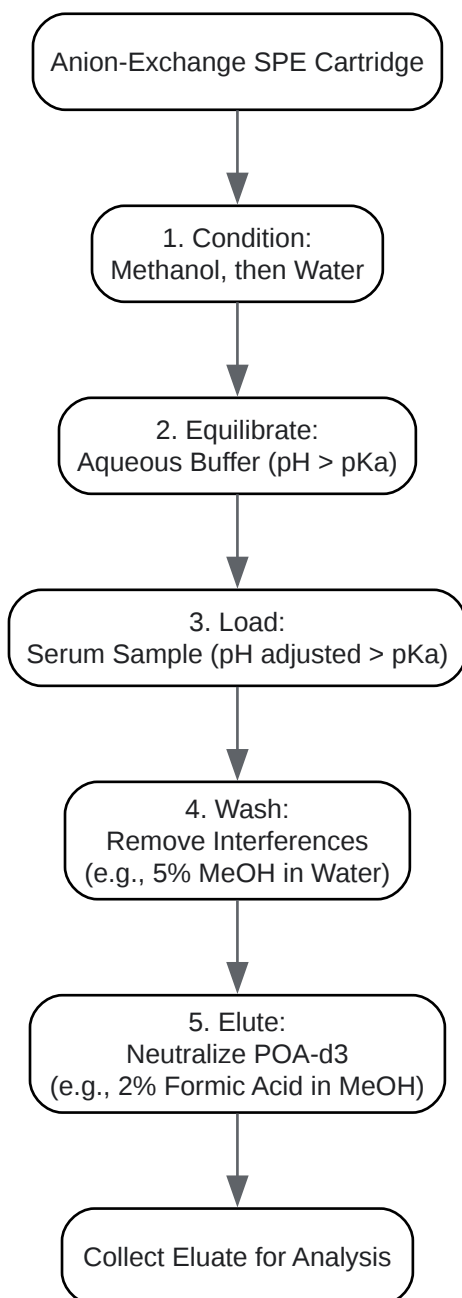 Anion-Exchange SPE Cartridge
1. Condition:
Methanol, then Water
2. Equilibrate:
Aqueous Buffer (pH > pKa)
3. Load:
Serum Sample (pH adjusted > pKa)
4. Wash:
Remove Interferences
(e.g., 5% MeOH in Water)
5. Elute:
Neutralize POA-d3
(e.g., 2% Formic Acid in MeOH)
Collect Eluate for Analysis